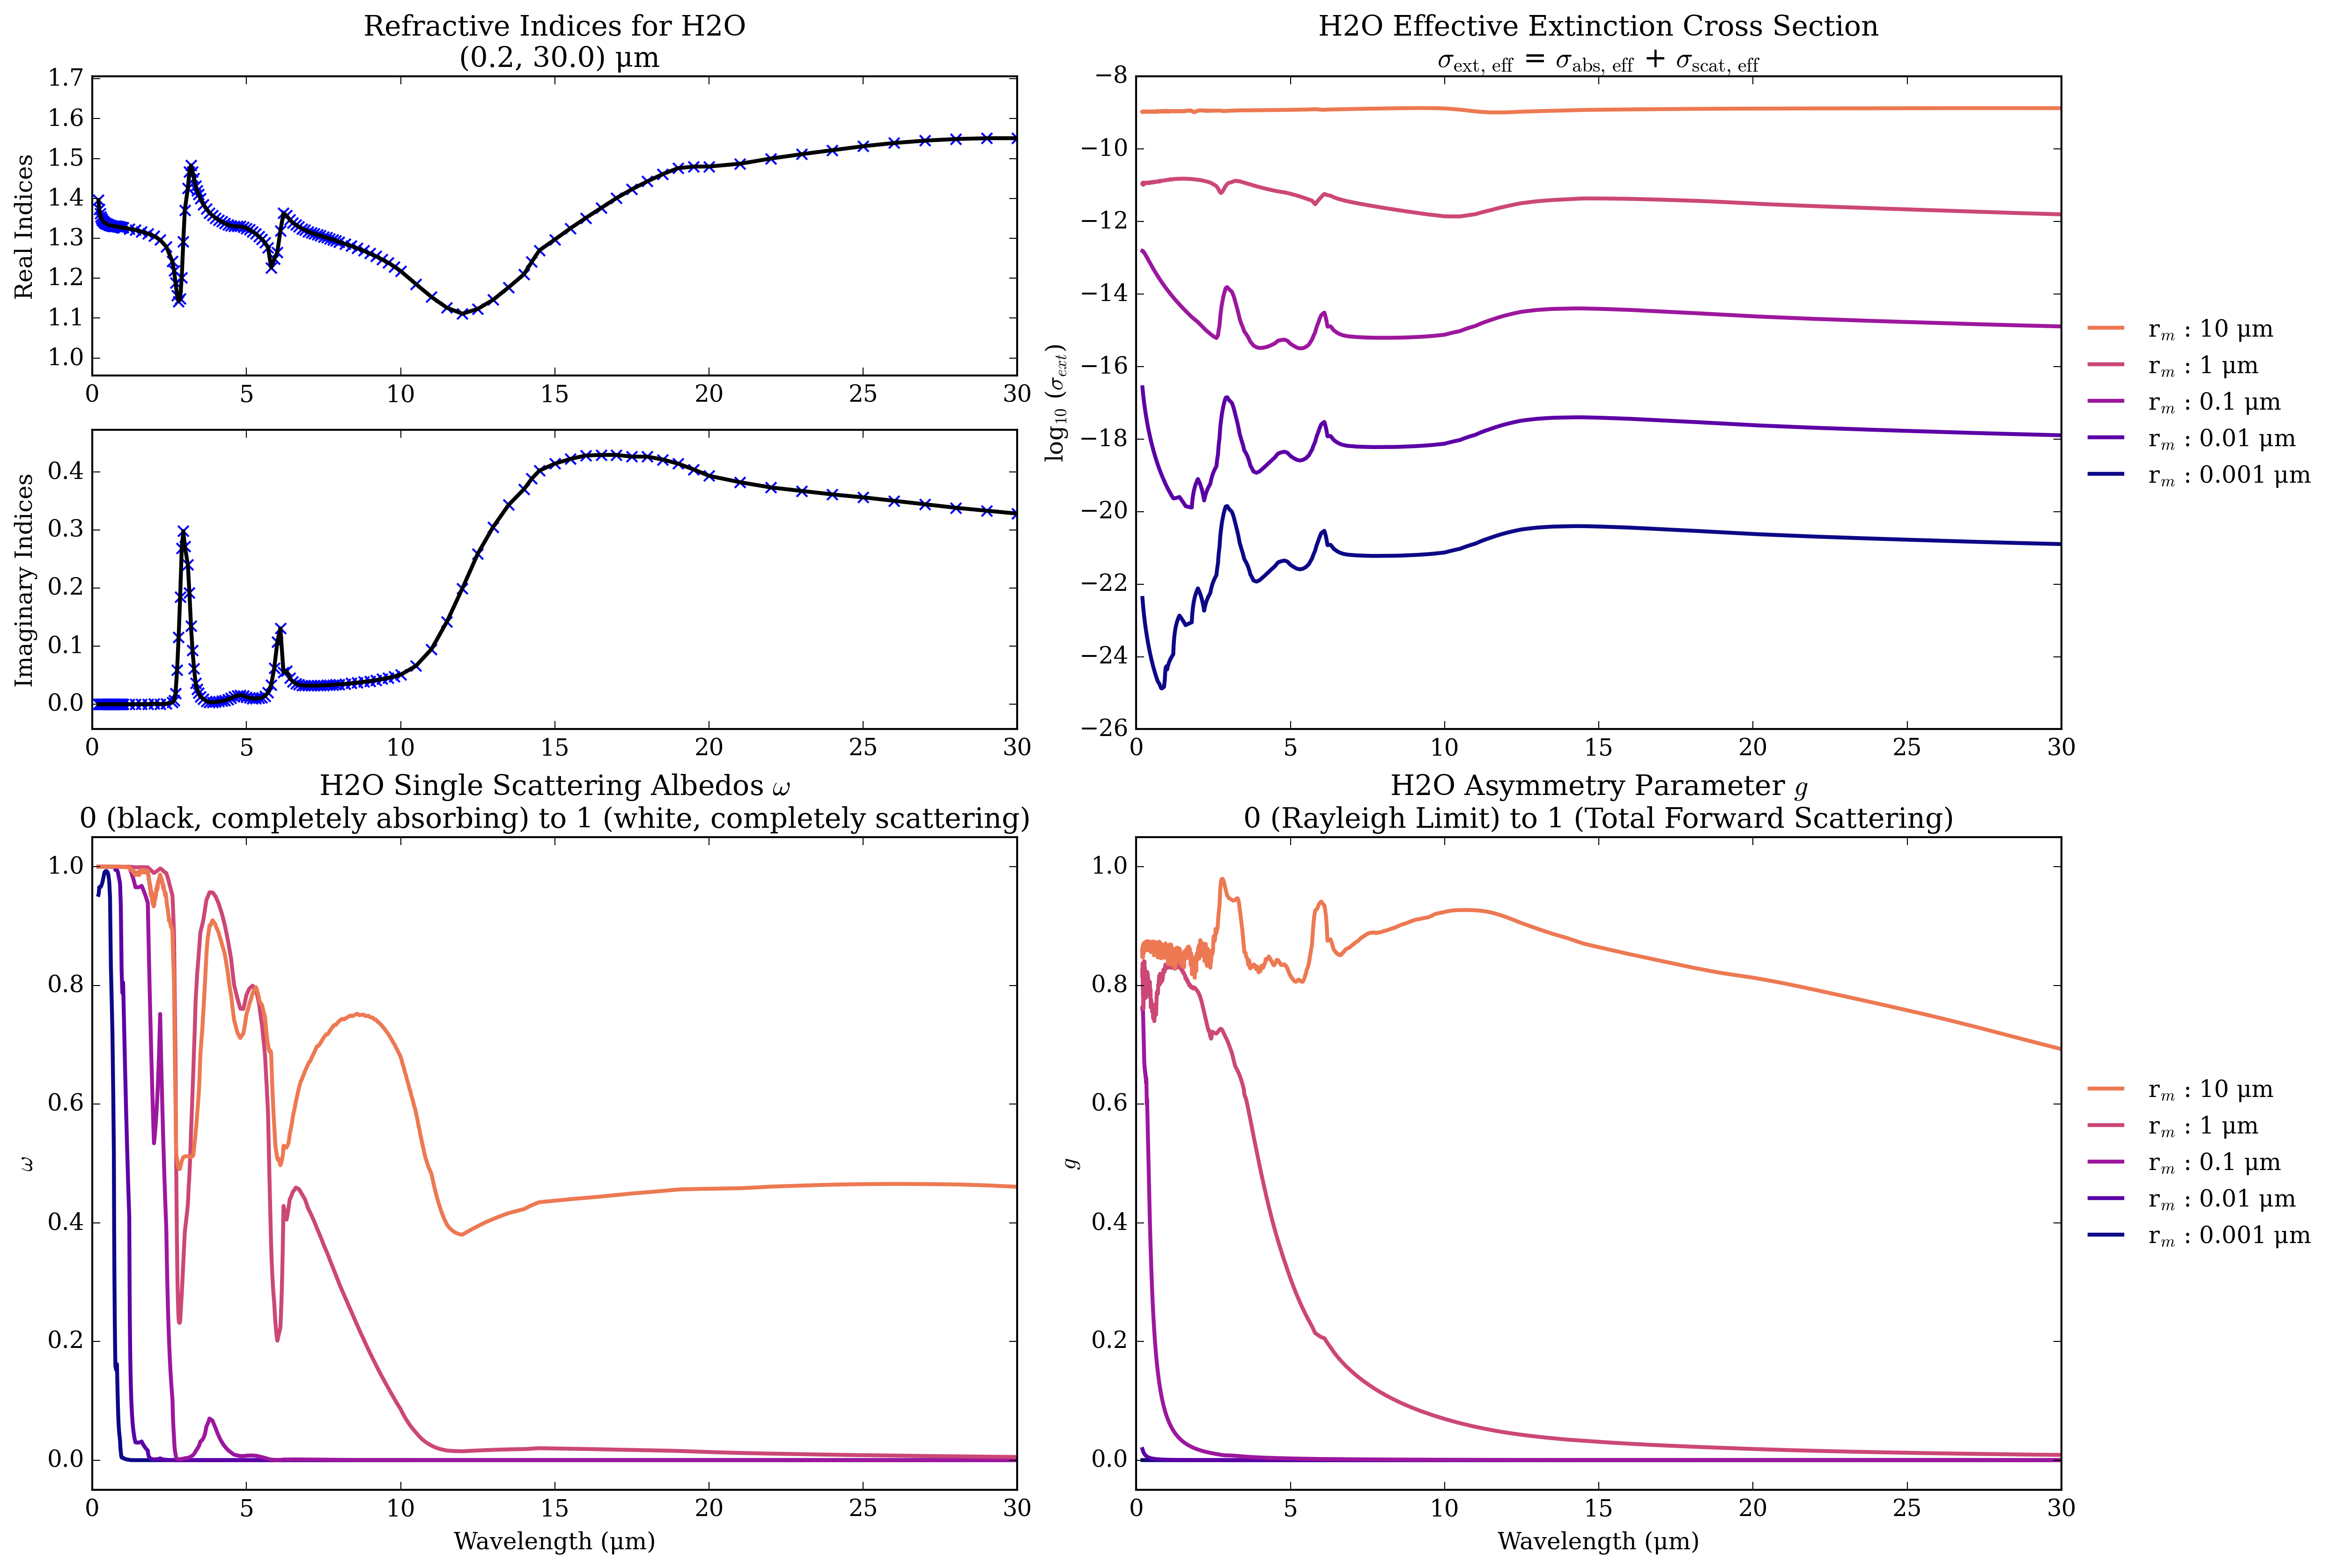 Refractive Indices for H2O
(0.2, 30.0) µm
Real Indices
1.7
1.6
1.5
1.4
1.3
1.2
1.1
1.0
0 5 10 15 20 25 30
Imaginary Indices
0.4
0.3
0.2
0.1
0.0
0 5 10 15 20 25 30
H2O Effective Extinction Cross Section
σext, eff = σabs, eff + σscat, eff
log10 (σext)
−8
−10
−12
−14
−16
−18
−20
−22
−24
−26
0 5 10 15 20 25 30
rm : 10 µm
rm : 1 µm
rm : 0.1 µm
rm : 0.01 µm
rm : 0.001 µm
H2O Single Scattering Albedos ω
0 (black, completely absorbing) to 1 (white, completely scattering)
ω
1.0
0.8
0.6
0.4
0.2
0.0
0 5 10 15 20 25 30
Wavelength (µm)
H2O Asymmetry Parameter g
0 (Rayleigh Limit) to 1 (Total Forward Scattering)
g
1.0
0.8
0.6
0.4
0.2
0.0
0 5 10 15 20 25 30
Wavelength (µm)
rm : 10 µm
rm : 1 µm
rm : 0.1 µm
rm : 0.01 µm
rm : 0.001 µm